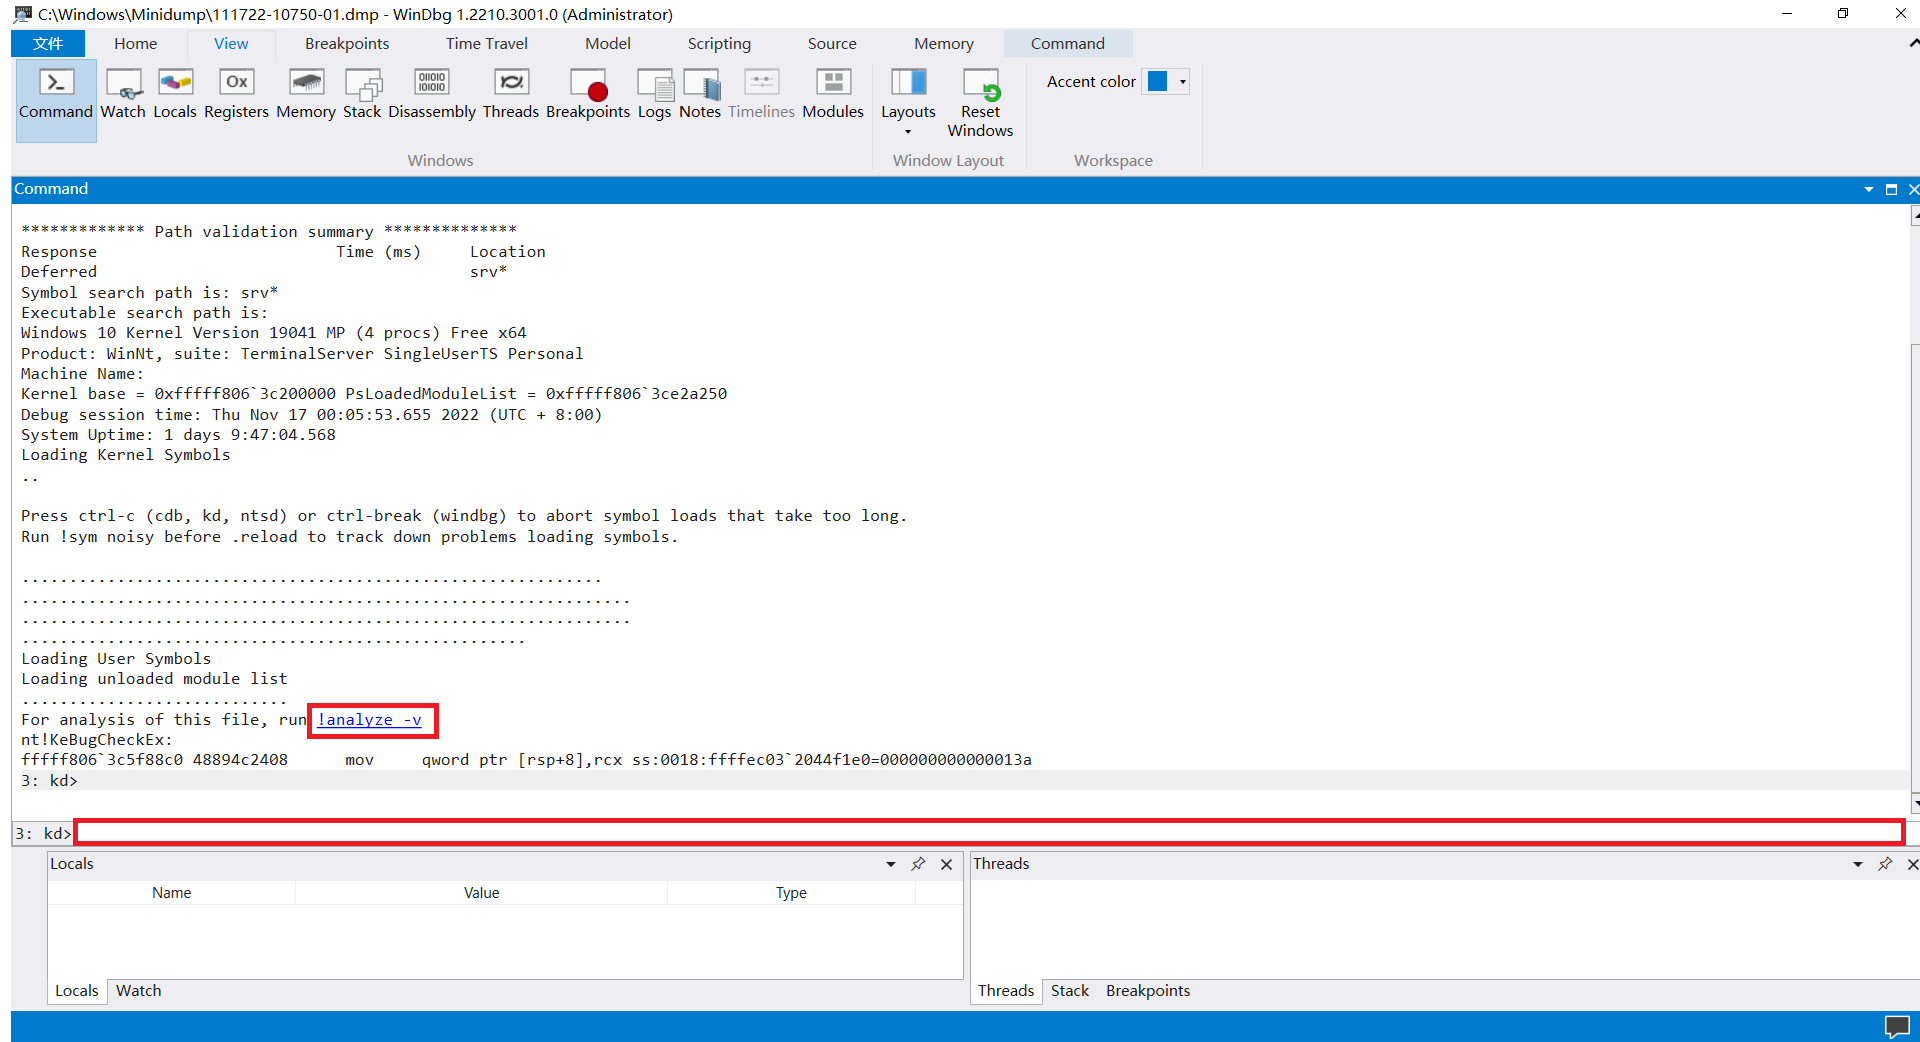 C:\Windows\Minidump\111722-10750-01.dmp - WinDbg 1.2210.3001.0 (Administrator)
文件 Home View Breakpoints Time Travel Model Scripting Source Memory Command
Command Watch Locals Registers Memory Stack Disassembly Threads Breakpoints Logs Notes Timelines Modules Layouts Reset Windows Accent color
Windows Window Layout Workspace
Command
************* Path validation summary **************
Response                         Time (ms)     Location
Deferred                                       srv*
Symbol search path is: srv*
Executable search path is:
Windows 10 Kernel Version 19041 MP (4 procs) Free x64
Product: WinNt, suite: TerminalServer SingleUserTS Personal
Machine Name:
Kernel base = 0xfffff806`3c200000 PsLoadedModuleList = 0xfffff806`3ce2a250
Debug session time: Thu Nov 17 00:05:53.655 2022 (UTC + 8:00)
System Uptime: 1 days 9:47:04.568
Loading Kernel Symbols
..
Press ctrl-c (cdb, kd, ntsd) or ctrl-break (windbg) to abort symbol loads that take too long.
Run !sym noisy before .reload to track down problems loading symbols.
.............................................................
................................................................
................................................................
.....................................................
Loading User Symbols
Loading unloaded module list
............................
For analysis of this file, run !analyze -v
nt!KeBugCheckEx:
fffff806`3c5f88c0 48894c2408      mov     qword ptr [rsp+8],rcx ss:0018:ffffec03`2044f1e0=000000000000013a
3: kd>
3: kd>
Locals
Name Value Type
Locals Watch
Threads
Threads Stack Breakpoints